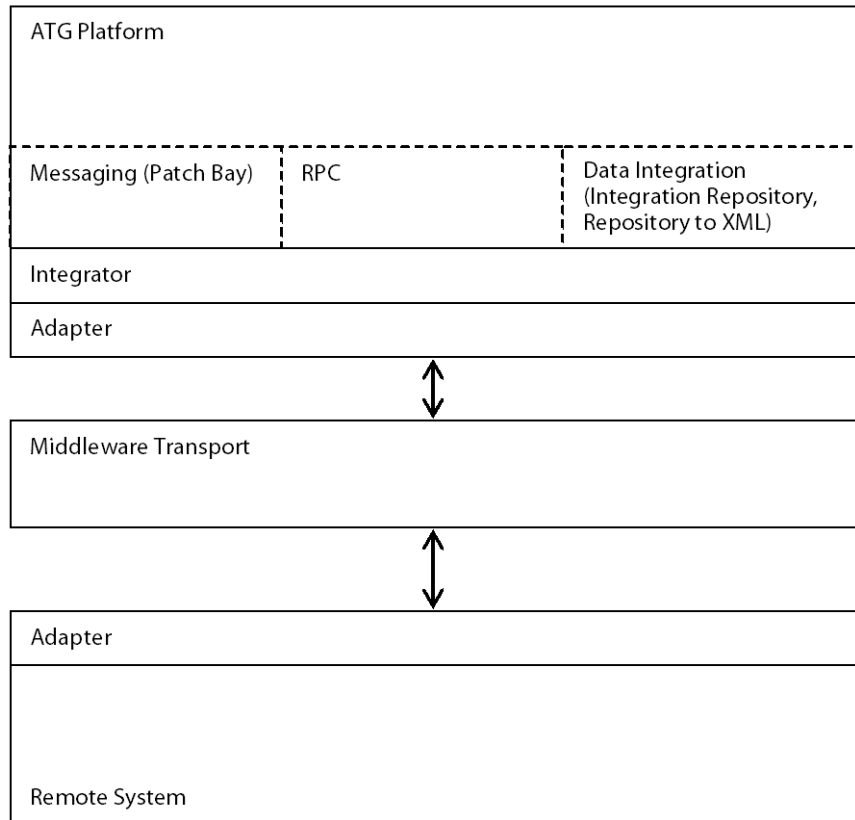 ATG Platform
Messaging (Patch Bay)
RPC
Data Integration
(Integration Repository,
Repository to XML)
Integrator
Adapter
Middleware Transport
Adapter
Remote System